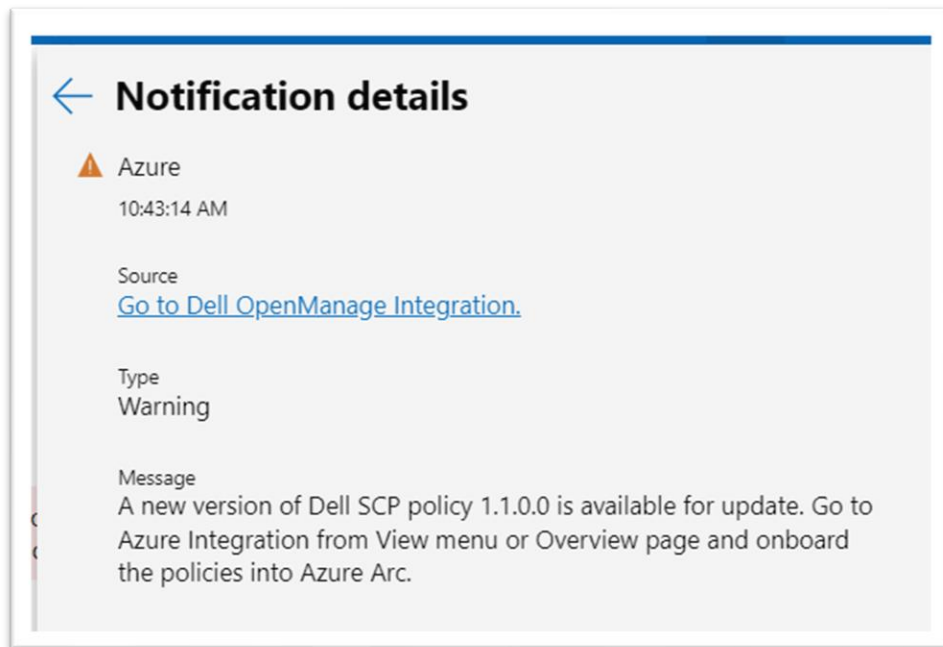 Notification details
Azure
10:43:14 AM
Source
Go to Dell OpenManage Integration.
Type
Warning
Message
A new version of Dell SCP policy 1.1.0.0 is available for update. Go to
Azure Integration from View menu or Overview page and onboard
the policies into Azure Arc.